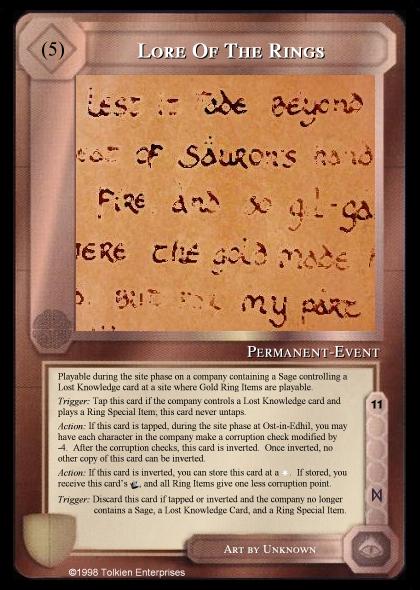 (5)
LORE OF THE RINGS
Lest it fade beyond
OF Sauron's hand
Fire and so gil-ga
ERE the gold made
But for my part
PERMANENT-EVENT
Playable during the site phase on a company containing a Sage controlling a
Lost Knowledge card at a site where Gold Ring Items are playable.
Trigger: Tap this card if the company controls a Lost Knowledge card and
plays a Ring Special Item, this card never untaps.
Action: If this card is tapped, during the site phase at Ost-in-Edhil, you may
have each character in the company make a corruption check modified by
-4. After the corruption checks, this card is inverted. Once inverted, no
other copy of this card can be inverted.
Action: If this card is inverted, you can store this card at a . If stored, you
receive this card's , and all Ring Items give one less corruption point.
Trigger: Discard this card if tapped or inverted and the company no longer
contains a Sage, a Lost Knowledge Card, and a Ring Special Item.
11
ART BY UNKNOWN
©1998 Tolkien Enterprises